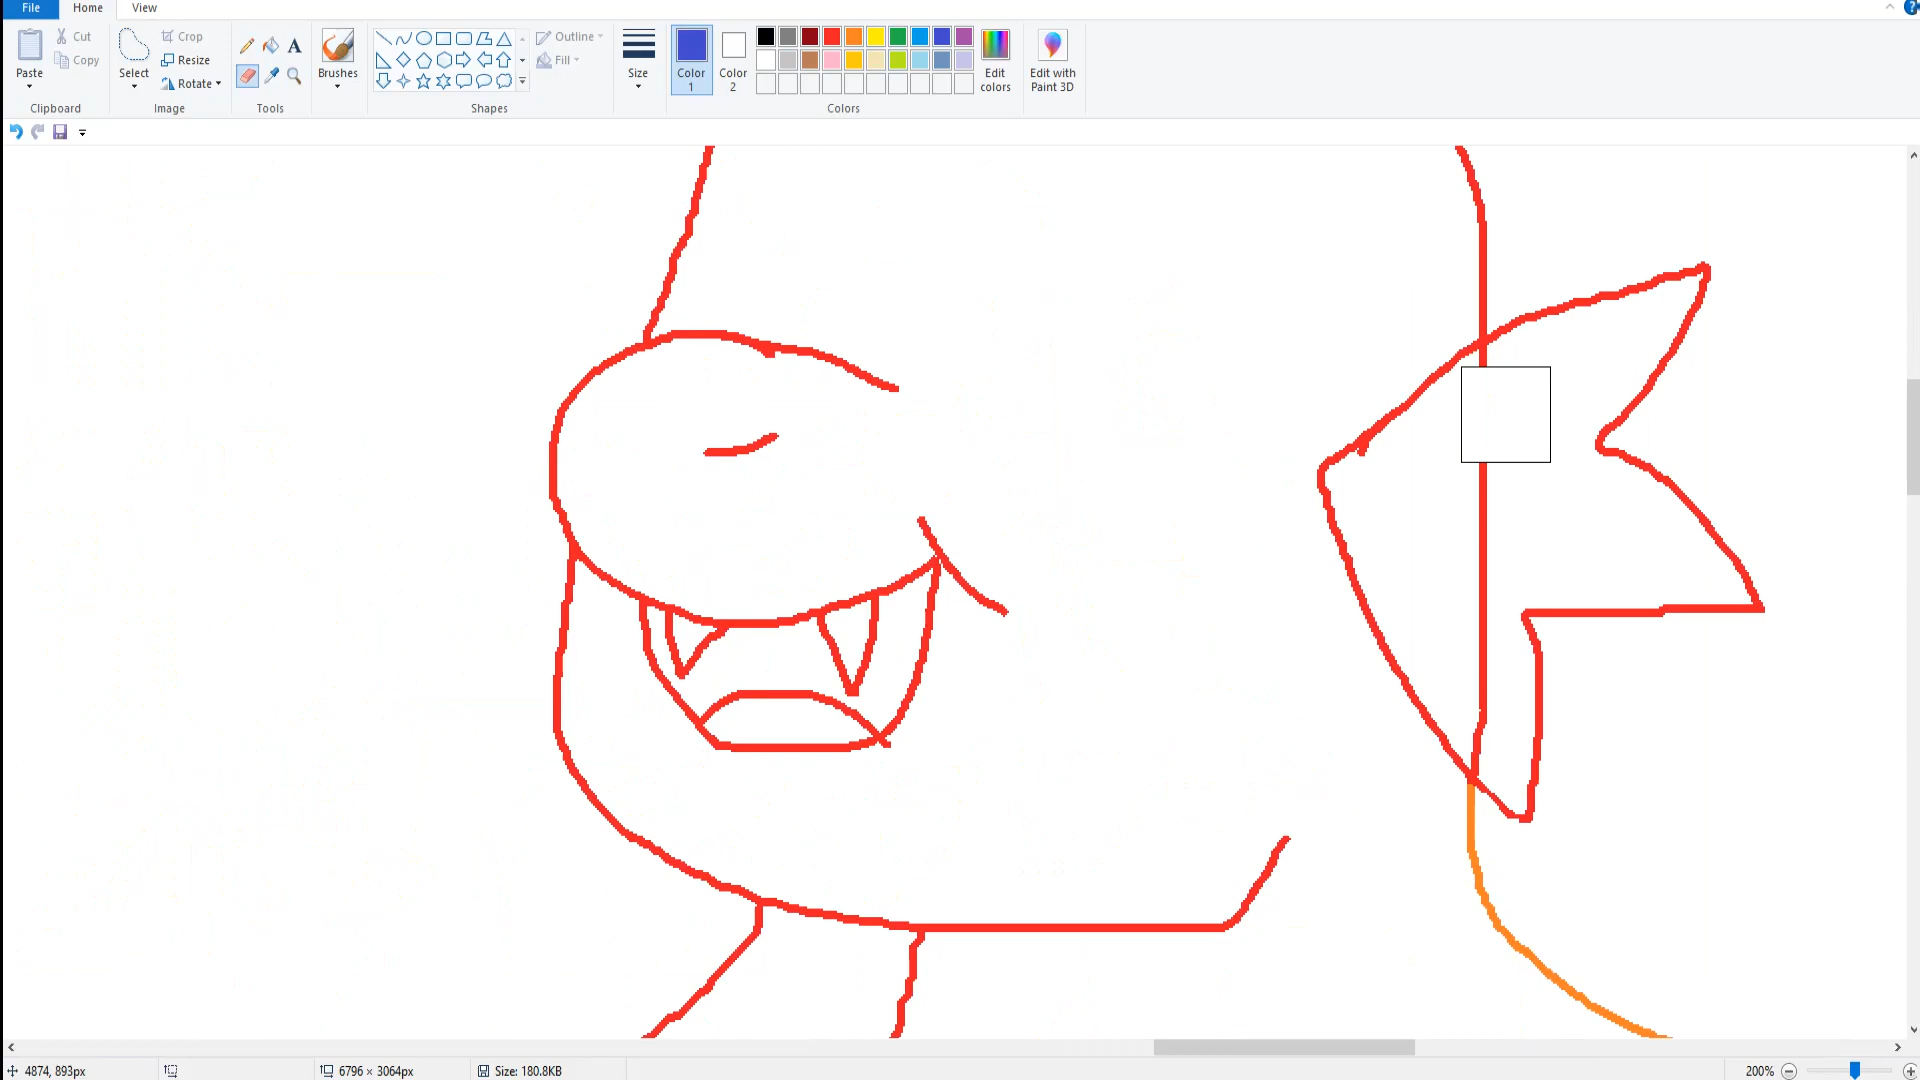 File Home View
Paste
Cut
Copy
Clipboard
Select
Crop
Resize
Rotate
Image
A
Tools
Brushes
Shapes
Outline
Fill
Size
Color
1
Color
2
Colors
Edit
colors
Edit with
Paint 3D
?
4874, 893px
6796 × 3064px
Size: 180.8KB
200%